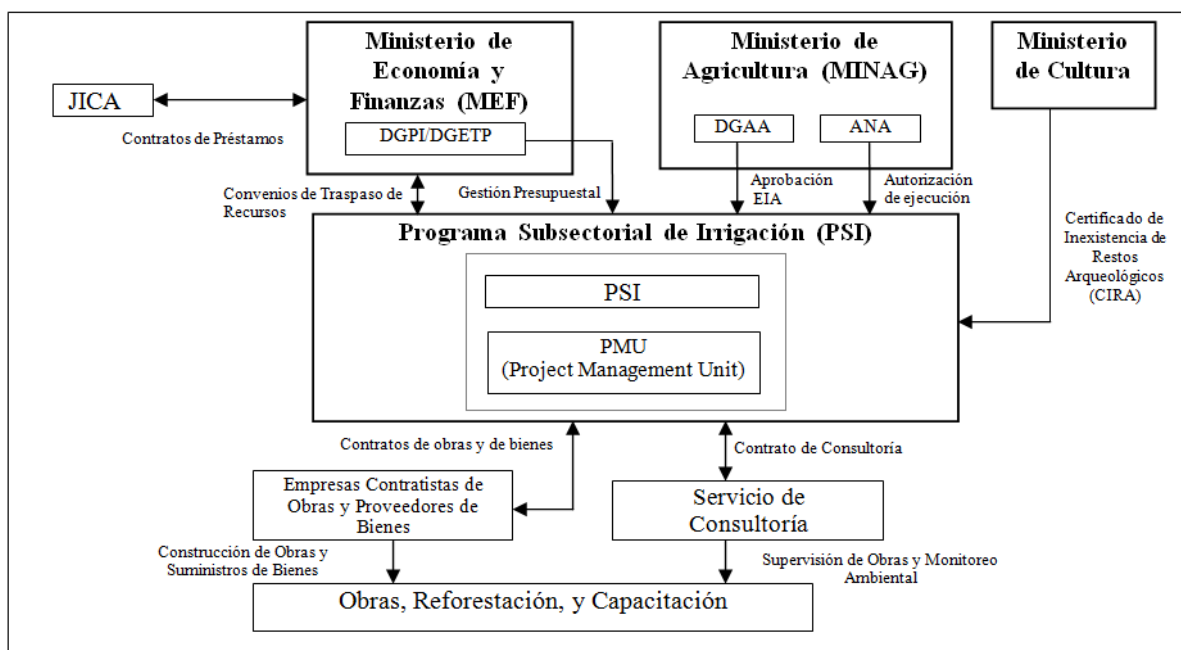 Ministerio de
Economía y
Finanzas (MEF)
DGPI/DGETP
Ministerio de
Agricultura (MINAG)
DGAA
ANA
Ministerio
de Cultura
JICA
Contratos de Préstamos
Convenios de Traspaso de
Recursos
Gestión Presupuestal
Aprobación
EIA
Autorización
de ejecución
Certificado de
Inexistencia de
Restos
Arqueológicos
(CIRA)
Programa Subsectorial de Irrigación (PSI)
PSI
PMU
(Project Management Unit)
Contratos de obras y de bienes
Contrato de Consultoría
Empresas Contratistas de
Obras y Proveedores de
Bienes
Servicio de
Consultoría
Construcción de Obras y
Suministros de Bienes
Supervisión de Obras y Monitoreo
Ambiental
Obras, Reforestación, y Capacitación